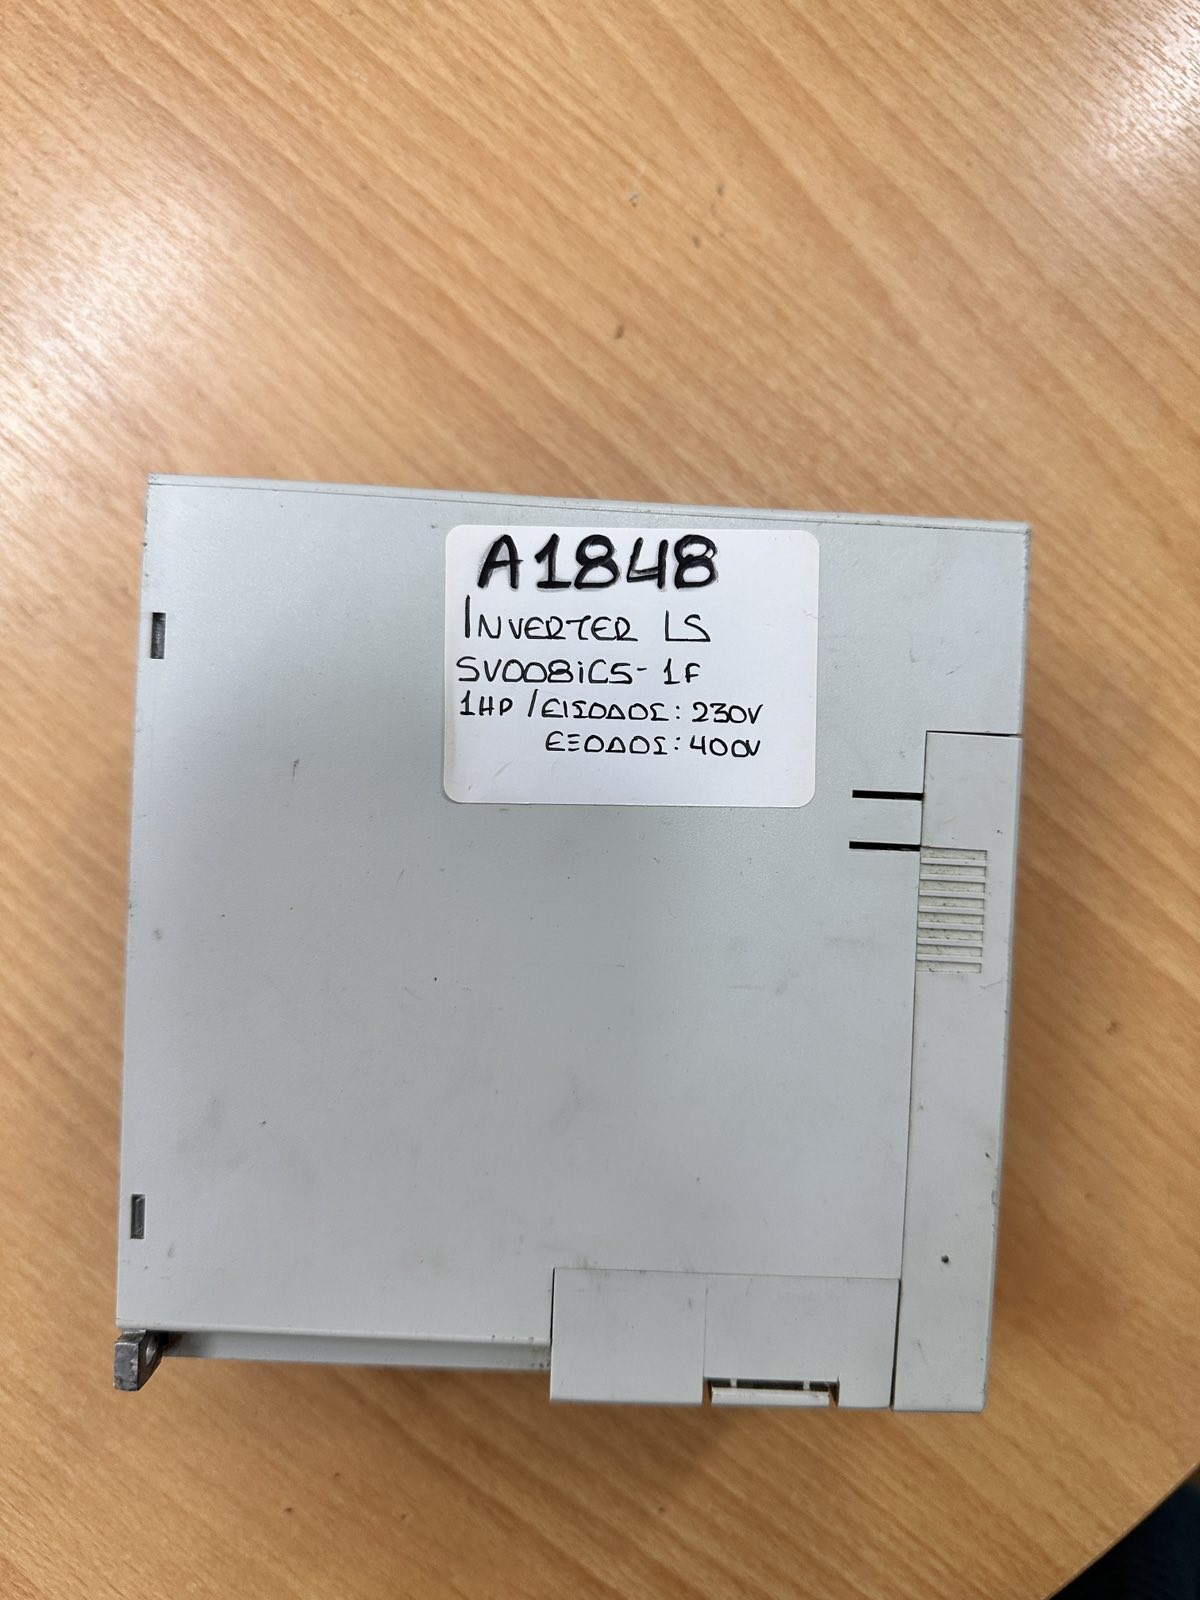 A1848
INVERTER LS
SV008iC5-1F
1HP / ΕΙΣΟΔΟΣ: 230V
ΕΞΟΔΟΣ: 400V